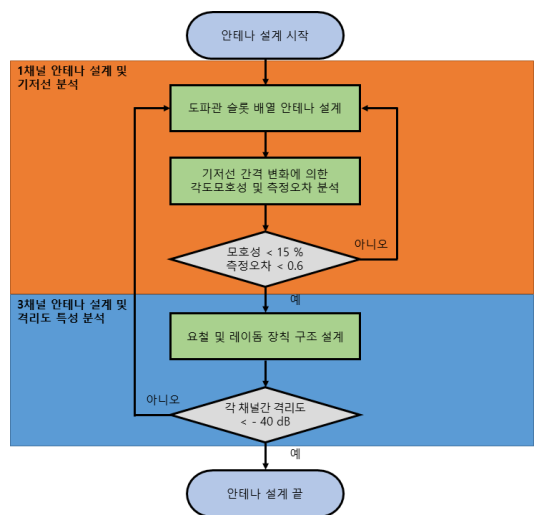 안테나 설계 시작
1채널 안테나 설계 및
기저선 분석
도파관 슬롯 배열 안테나 설계
기저선 간격 변화에 의한
각도모호성 및 측정오차 분석
모호성 < 15 %
측정오차 < 0.6
아니오
예
3채널 안테나 설계 및
격리도 특성 분석
요철 및 레이돔 장착 구조 설계
각 채널간 격리도
< - 40 dB
아니오
예
안테나 설계 끝